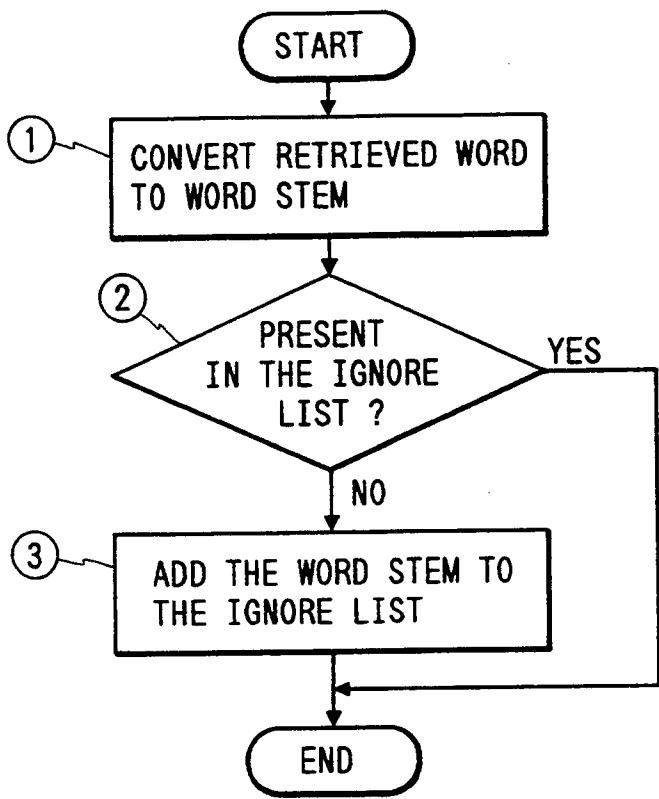 START
1
CONVERT RETRIEVED WORD
TO WORD STEM
2
PRESENT
IN THE IGNORE
LIST ?
YES
NO
3
ADD THE WORD STEM TO
THE IGNORE LIST
END